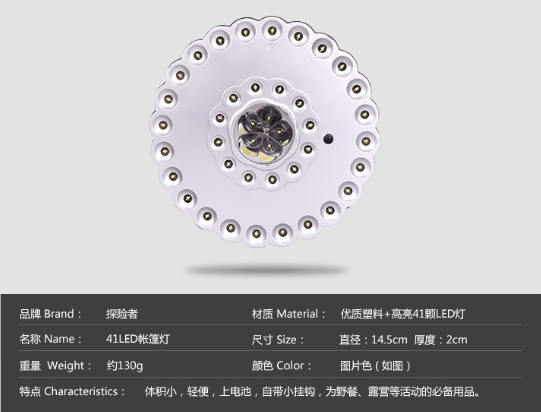 品牌 Brand： 探险者 材质 Material： 优质塑料+高亮41颗LED灯
名称 Name： 41LED帐篷灯 尺寸 Size： 直径：14.5cm 厚度：2cm
重量 Weight： 约130g 颜色 Color： 图片色 ( 如图 )
特点 Characteristics： 体积小，轻便，上电池，自带小挂钩，为野餐、露营等活动的必备用品。